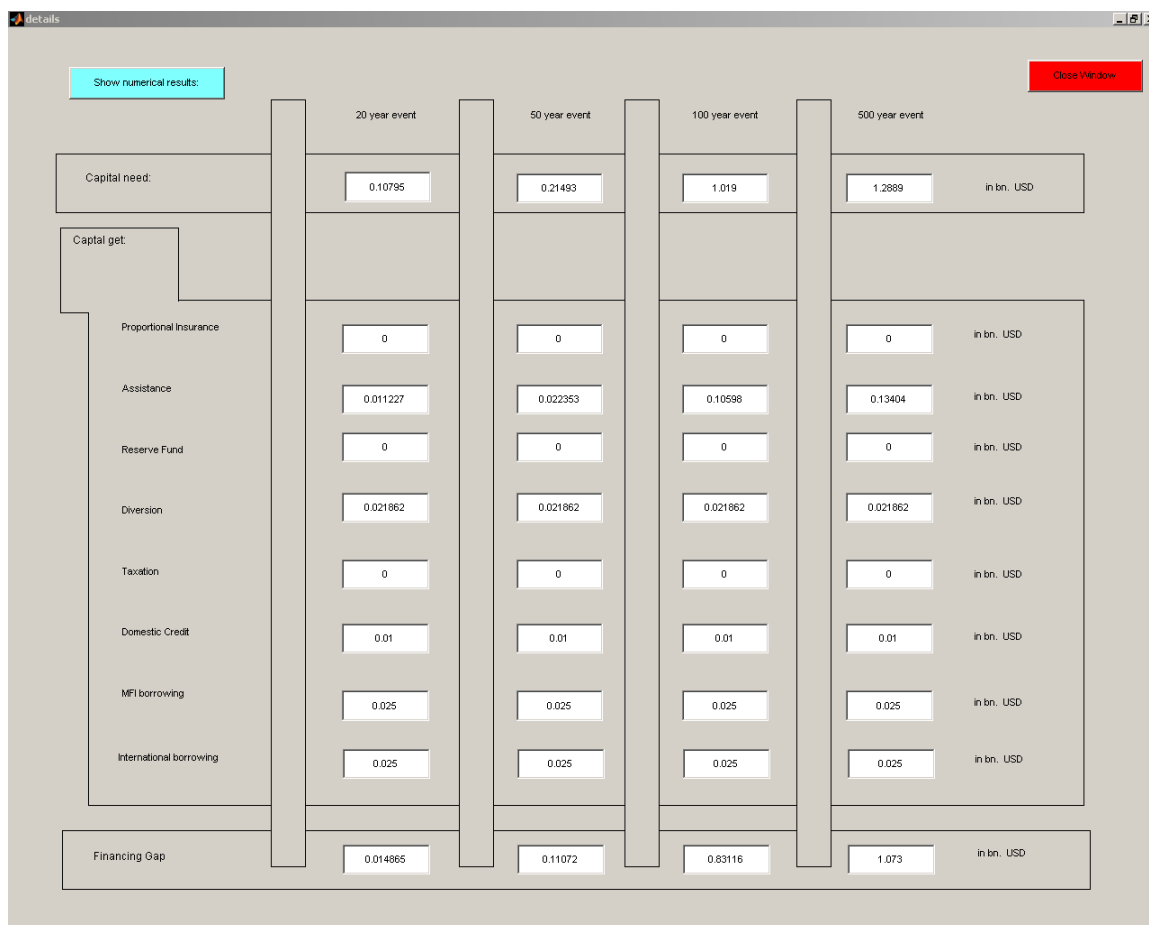 details
Show numerical results:
Close Window
20 year event 50 year event 100 year event 500 year event
Capital need: 0.10795 0.21493 1.019 1.2889 in bn. USD
Captal get:
Proportional Insurance 0 0 0 0 in bn. USD
Assistance 0.011227 0.022353 0.10598 0.13404 in bn. USD
Reserve Fund 0 0 0 0 in bn. USD
Diversion 0.021862 0.021862 0.021862 0.021862 in bn. USD
Taxation 0 0 0 0 in bn. USD
Domestic Credit 0.01 0.01 0.01 0.01 in bn. USD
MFI borrowing 0.025 0.025 0.025 0.025 in bn. USD
International borrowing 0.025 0.025 0.025 0.025 in bn. USD
Financing Gap 0.014865 0.11072 0.83116 1.073 in bn. USD